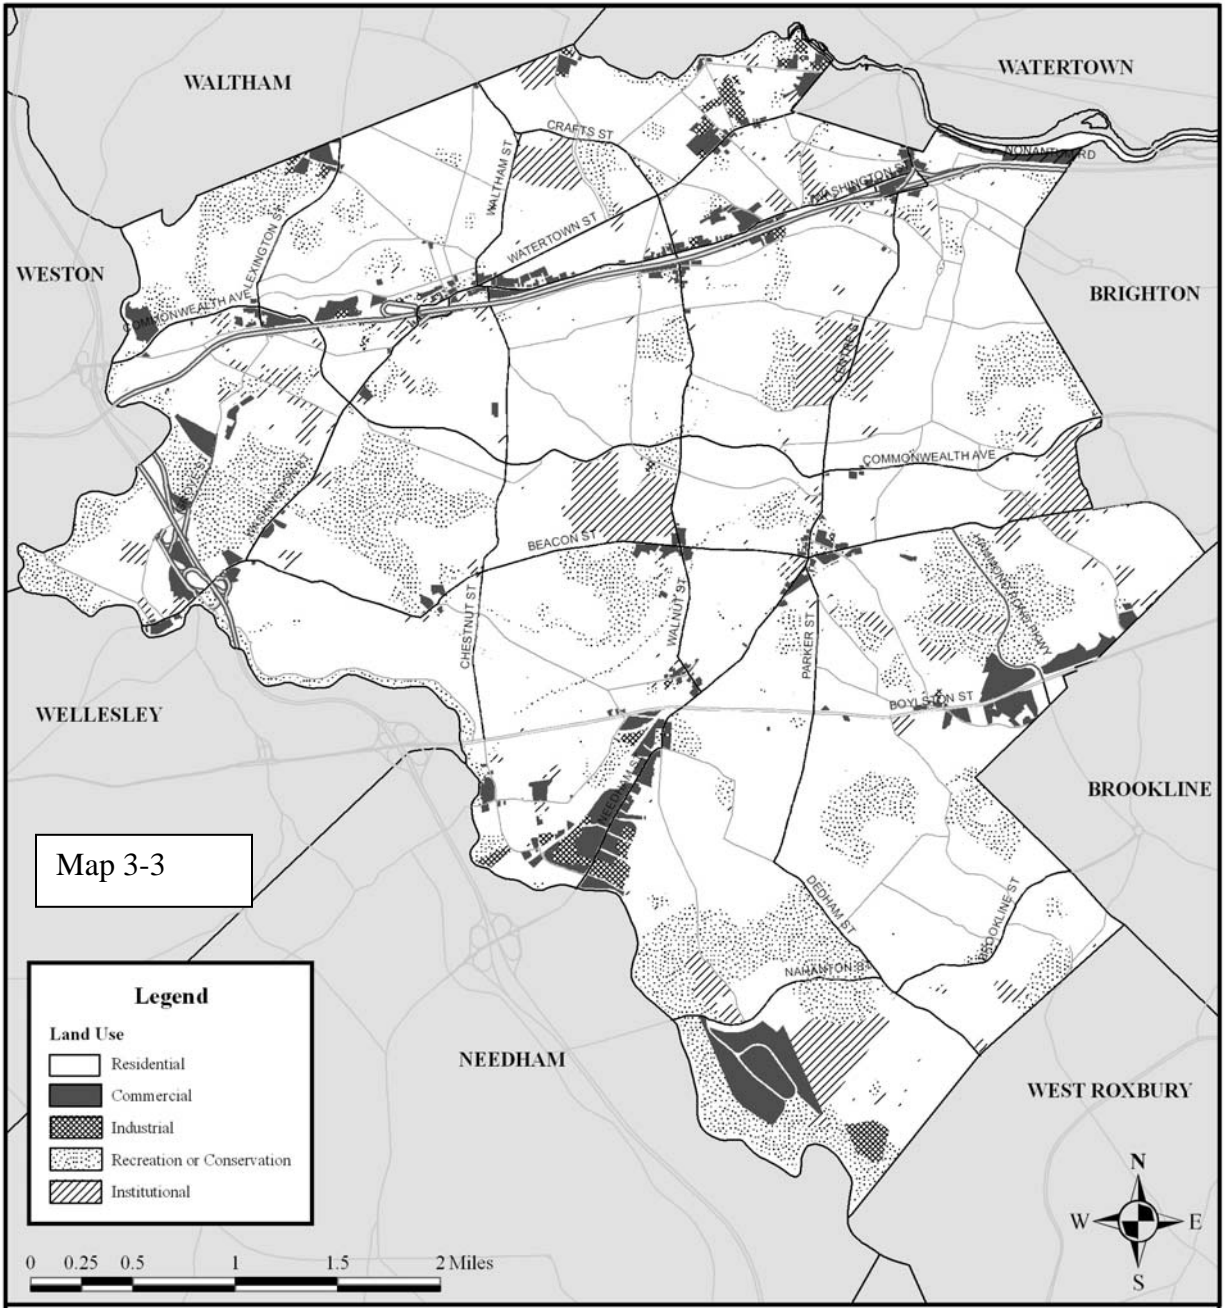 WALTHAM
WATERTOWN
CRAFTS ST
NONANTUM RD
WALTHAM ST
WASHINGTON ST
WATERTOWN ST
LEXINGTON ST
WESTON
BRIGHTON
COMMONWEALTH AVE
CENTRE ST
COMMONWEALTH AVE
WASHINGTON ST
BEACON ST
HAMMOND POND PKWY
CHESTNUT ST
WALNUT ST
PARKER ST
WELLESLEY
BOYLSTON ST
BROOKLINE
NEEDHAM
Map 3-3
DEDHAM ST
BROOKLINE ST
NAHANTON ST
Legend
Land Use
Residential
Commercial
Industrial
Recreation or Conservation
Institutional
NEEDHAM
WEST ROXBURY
N
W E
S
0 0.25 0.5 1 1.5 2 Miles